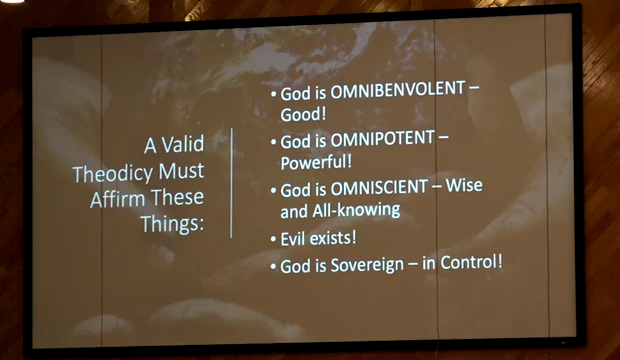 A Valid
Theodicy Must
Affirm These
Things:
• God is OMNIBENVOLENT –
Good!
• God is OMNIPOTENT –
Powerful!
• God is OMNISCIENT – Wise
and All-knowing
• Evil exists!
• God is Sovereign – in Control!